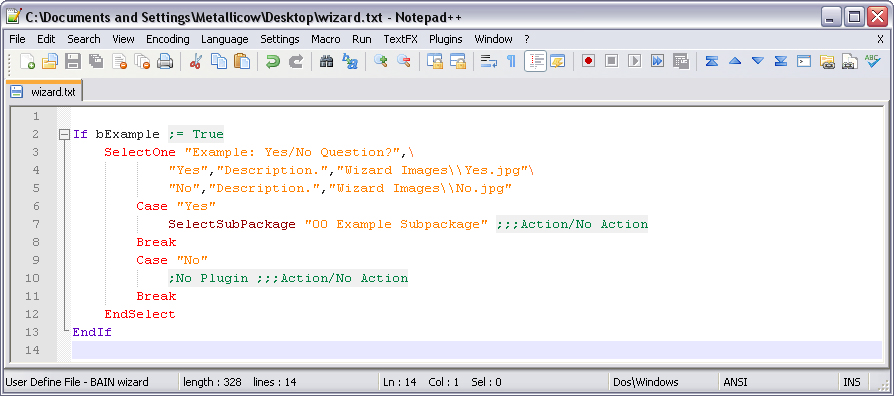 C:\Documents and Settings\Metallicow\Desktop\wizard.txt - Notepad++
File Edit Search View Encoding Language Settings Macro Run TextFX Plugins Window ? X
wizard.txt
1
2 If bExample ;= True
3 SelectOne "Example: Yes/No Question?",\
4 "Yes","Description.","Wizard Images\\Yes.jpg"\
5 "No","Description.","Wizard Images\\No.jpg"
6 Case "Yes"
7 SelectSubPackage "00 Example Subpackage" ;;;Action/No Action
8 Break
9 Case "No"
10 ;No Plugin ;;;Action/No Action
11 Break
12 EndSelect
13 EndIf
14
User Define File - BAIN wizard length : 328 lines : 14 Ln : 14 Col : 1 Sel : 0 Dos\Windows ANSI INS